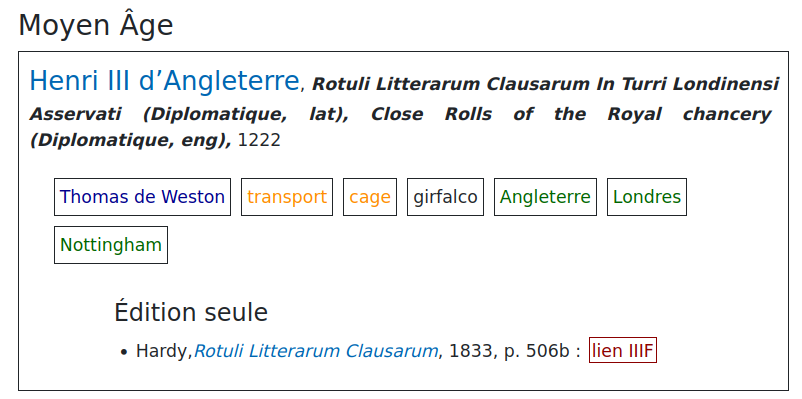 Moyen Âge
Henri III d’Angleterre, Rotuli Litterarum Clausarum In Turri Londinensi
Asservati (Diplomatique, lat), Close Rolls of the Royal chancery
(Diplomatique, eng), 1222
Thomas de Weston transport cage girfalco Angleterre Londres
Nottingham
Édition seule
• Hardy,Rotuli Litterarum Clausarum, 1833, p. 506b : lien IIIF